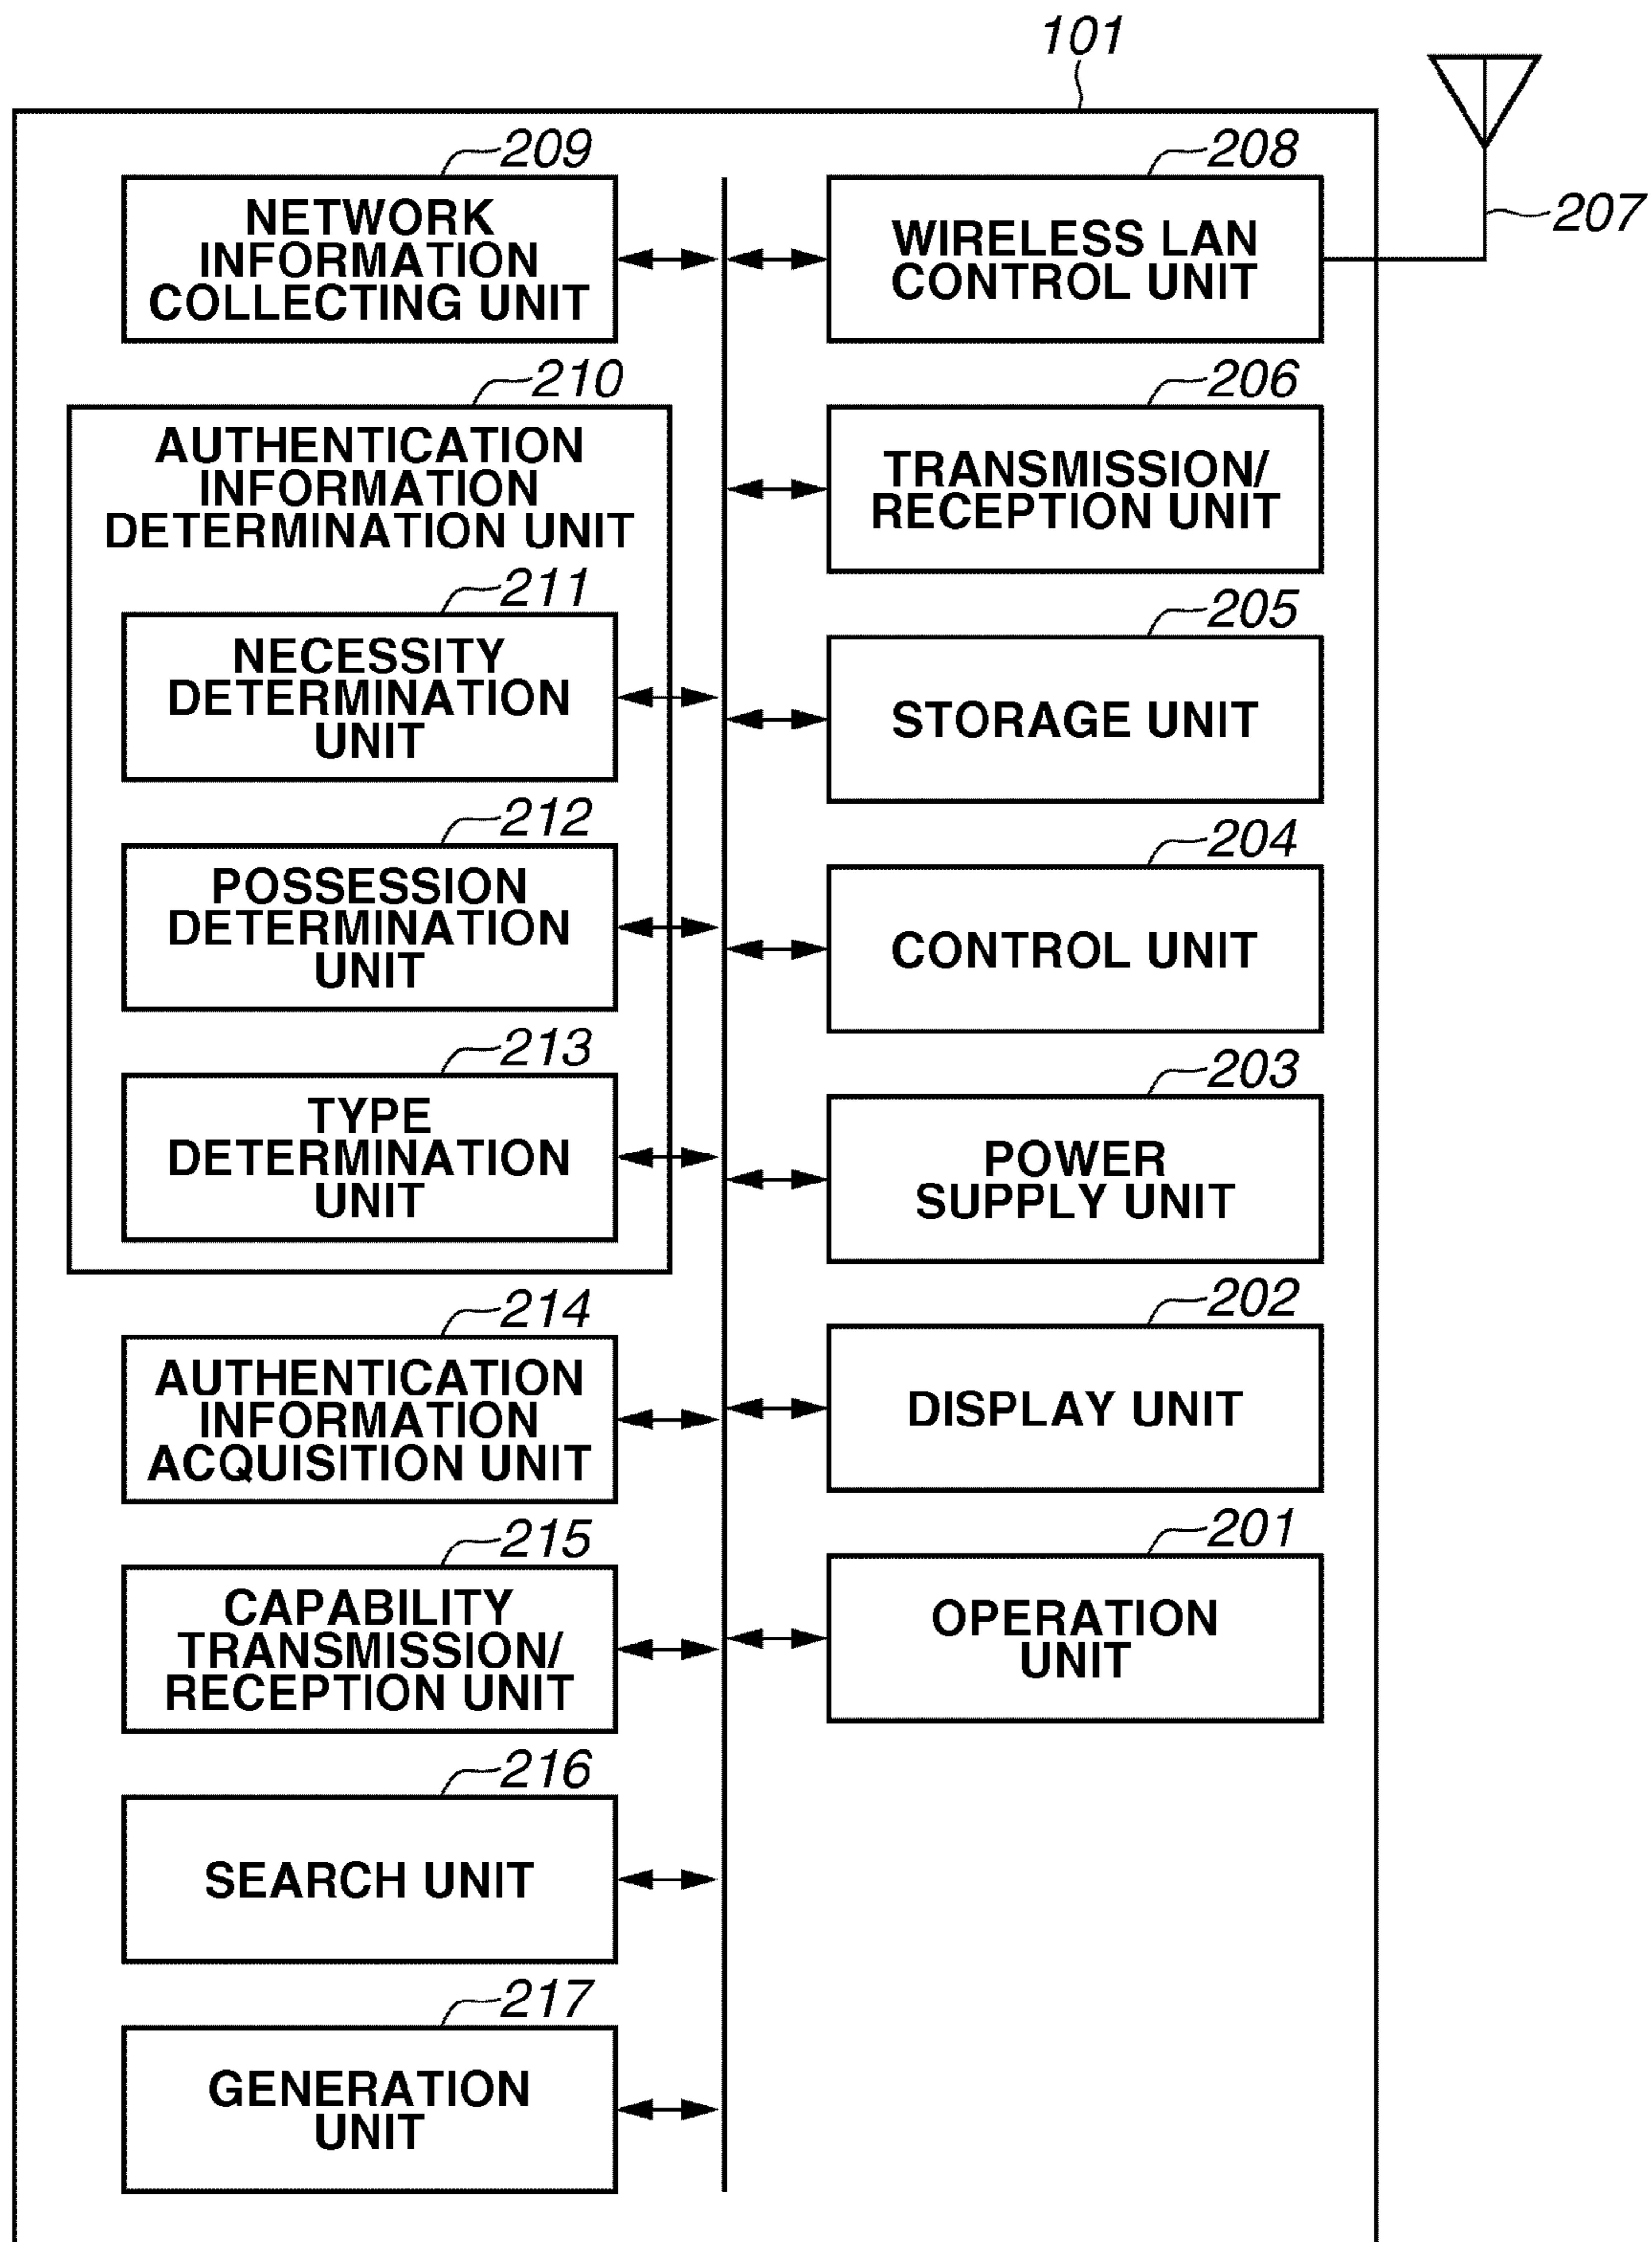 101
207
209
NETWORK
INFORMATION
COLLECTING UNIT
210
AUTHENTICATION
INFORMATION
DETERMINATION UNIT
211
NECESSITY
DETERMINATION
UNIT
212
POSSESSION
DETERMINATION
UNIT
213
TYPE
DETERMINATION
UNIT
214
AUTHENTICATION
INFORMATION
ACQUISITION UNIT
215
CAPABILITY
TRANSMISSION/
RECEPTION UNIT
216
SEARCH UNIT
217
GENERATION
UNIT
208
WIRELESS LAN
CONTROL UNIT
206
TRANSMISSION/
RECEPTION UNIT
205
STORAGE UNIT
204
CONTROL UNIT
203
POWER
SUPPLY UNIT
202
DISPLAY UNIT
201
OPERATION
UNIT